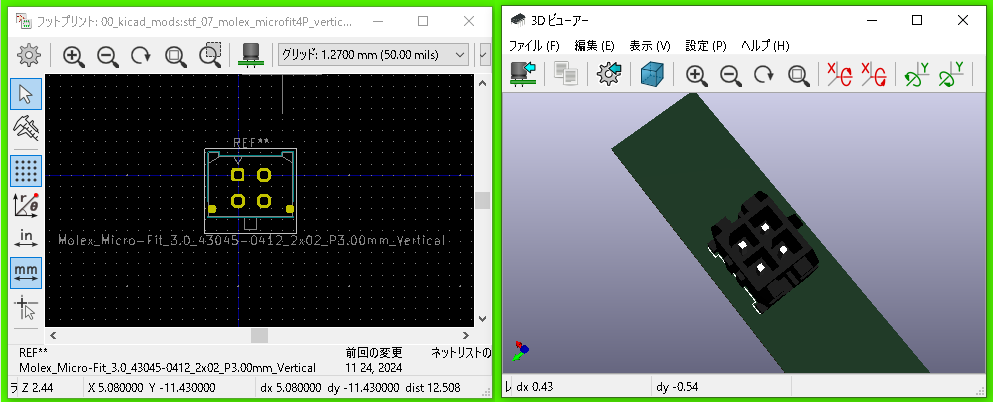 フットプリント: 00_kicad_mods:stf_07_molex_microfit4P_vertic...
グリッド: 1.2700 mm (50.00 mils)
r
θ
in
mm
REF**
Molex_Micro-Fit_3.0_43045-0412_2x02_P3.00mm_Vertical
REF**
前回の変更
ネットリストの
Molex_Micro-Fit_3.0_43045-0412_2x02_P3.00mm_Vertical
11 24, 2024
Z 2.44
X 5.080000 Y -11.430000
dx 5.080000 dy -11.430000 dist 12.508
3D ビューアー
ファイル (F)
編集 (E)
表示 (V)
設定 (P)
ヘルプ (H)
X
X
Y
Y
dx 0.43
dy -0.54